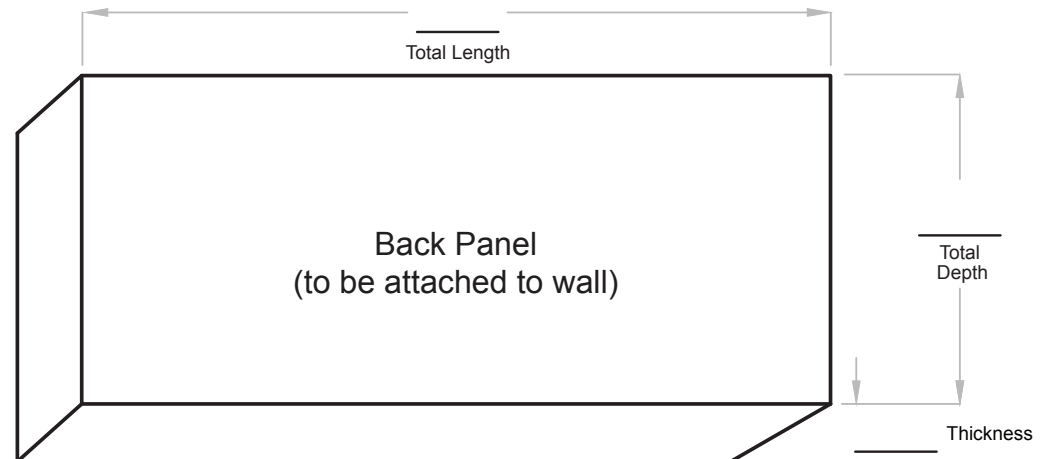 Total Length
Back Panel
(to be attached to wall)
Total
Depth
Thickness